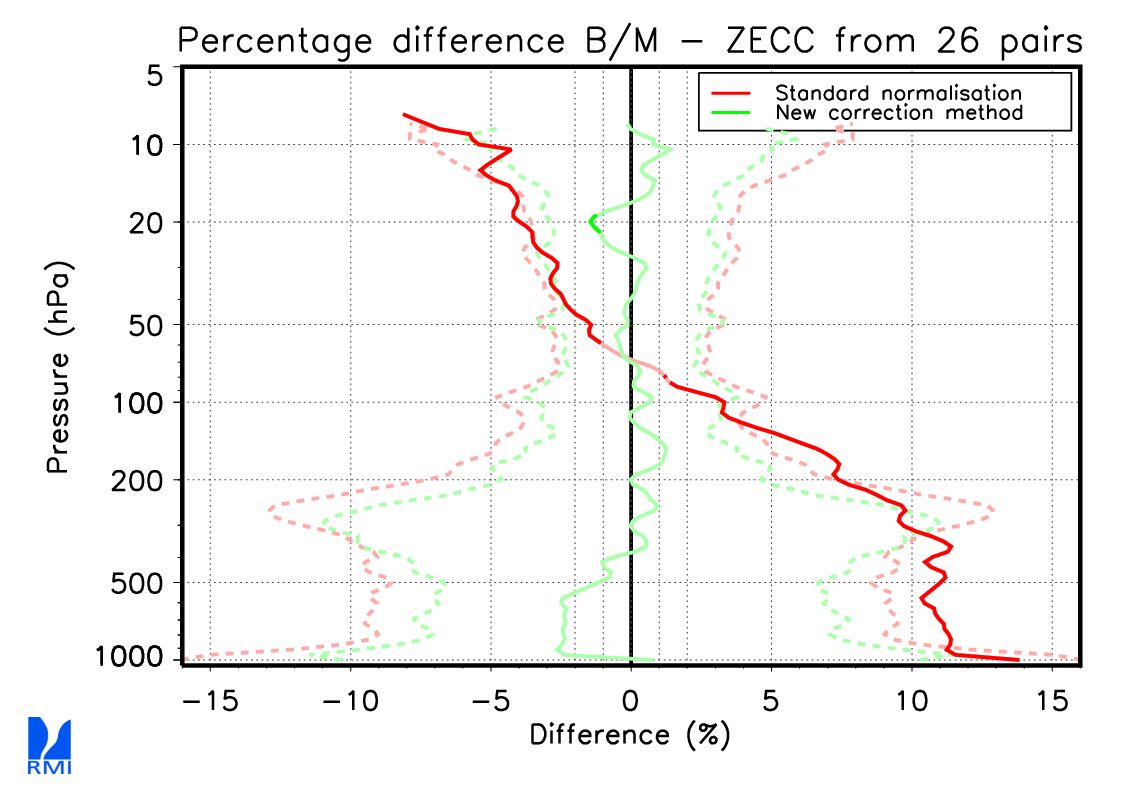 Percentage difference B/M – ZECC from 26 pairs
Standard normalisation
New correction method
5
10
20
50
100
200
500
1000
Pressure (hPa)
−15 −10 −5 0 5 10 15
Difference (%)
RMI